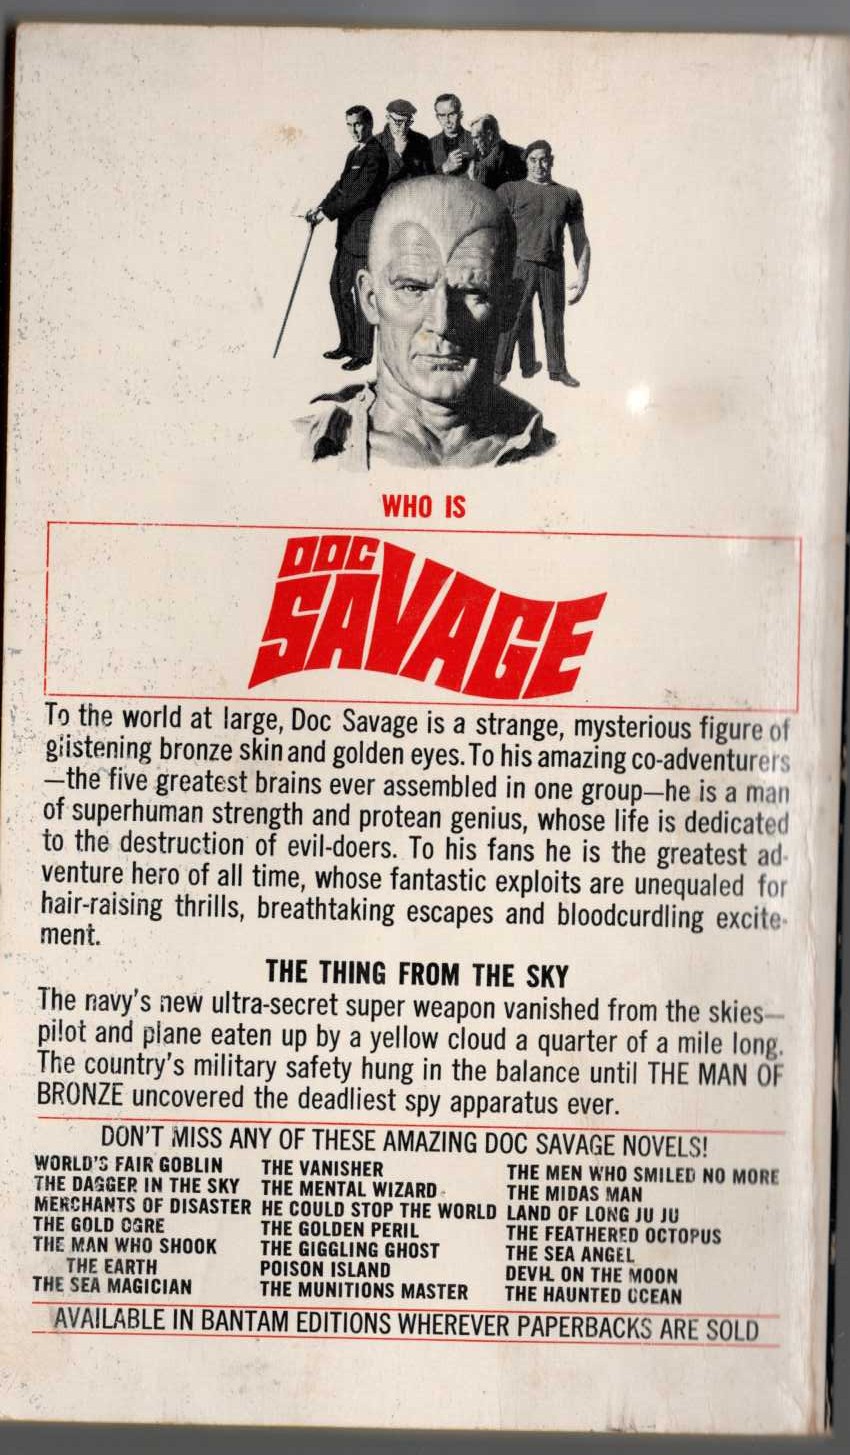 WHO IS
DOC
SAVAGE
To the world at large, Doc Savage is a strange, mysterious figure of
glistening bronze skin and golden eyes. To his amazing co-adventurers
—the five greatest brains ever assembled in one group—he is a man
of superhuman strength and protean genius, whose life is dedicated
to the destruction of evil-doers. To his fans he is the greatest ad-
venture hero of all time, whose fantastic exploits are unequaled for
hair-raising thrills, breathtaking escapes and bloodcurdling excite-
ment.
THE THING FROM THE SKY
The navy's new ultra-secret super weapon vanished from the skies—
pilot and plane eaten up by a yellow cloud a quarter of a mile long.
The country's military safety hung in the balance until THE MAN OF
BRONZE uncovered the deadliest spy apparatus ever.
DON'T MISS ANY OF THESE AMAZING DOC SAVAGE NOVELS!
WORLD'S FAIR GOBLIN
THE DAGGER IN THE SKY
MERCHANTS OF DISASTER
THE GOLD OGRE
THE MAN WHO SHOOK
THE EARTH
THE SEA MAGICIAN
THE VANISHER
THE MENTAL WIZARD
HE COULD STOP THE WORLD
THE GOLDEN PERIL
THE GIGGLING GHOST
POISON ISLAND
THE MUNITIONS MASTER
THE MEN WHO SMILED NO MORE
THE MIDAS MAN
LAND OF LONG JU JU
THE FEATHERED OCTOPUS
THE SEA ANGEL
DEVIL ON THE MOON
THE HAUNTED OCEAN
AVAILABLE IN BANTAM EDITIONS WHEREVER PAPERBACKS ARE SOLD